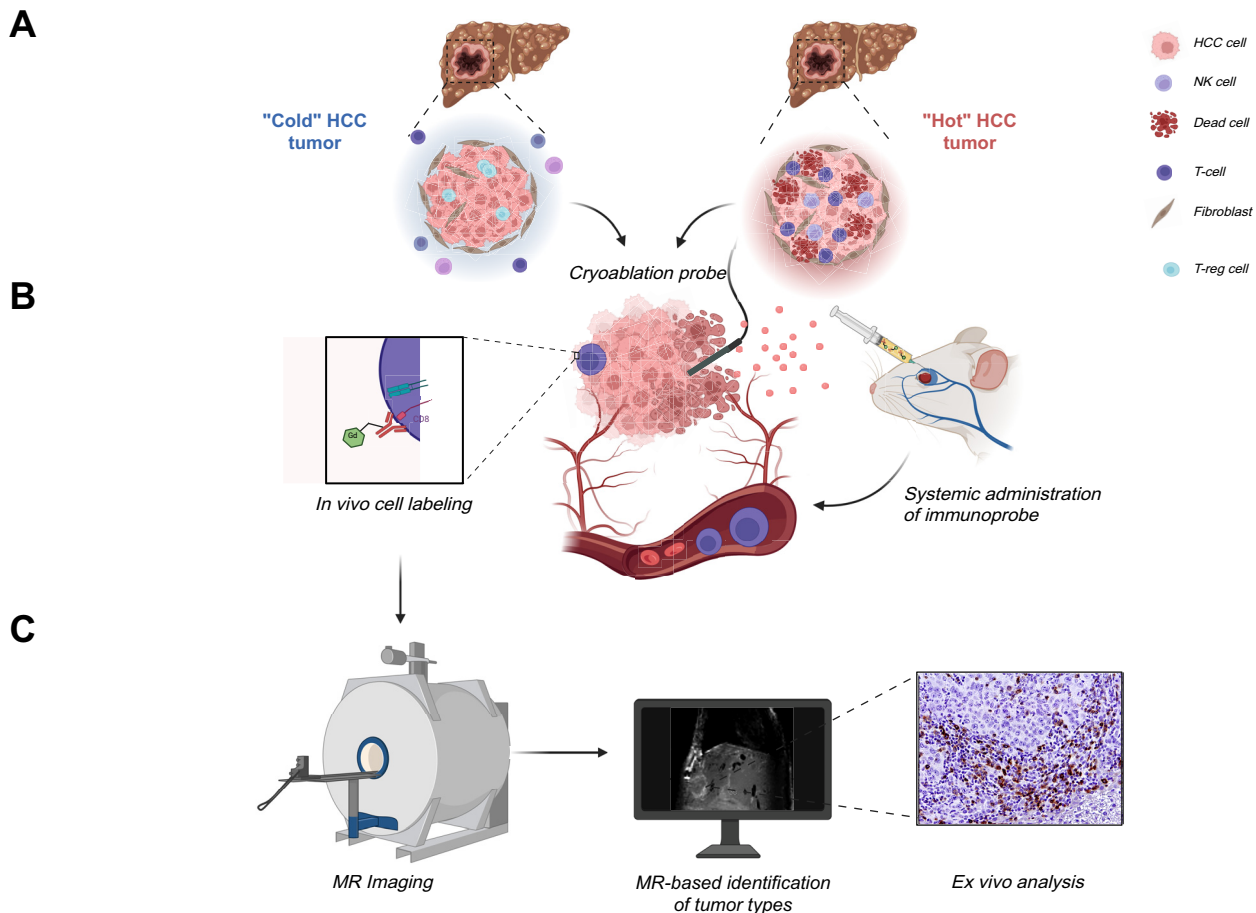 A
"Cold" HCC
tumor
"Hot" HCC
tumor
HCC cell
NK cell
Dead cell
T-cell
Fibroblast
T-reg cell
Cryoablation probe
B
CD8
Gd
In vivo cell labeling
Systemic administration
of immunoprobe
C
MR Imaging
MR-based identification
of tumor types
Ex vivo analysis